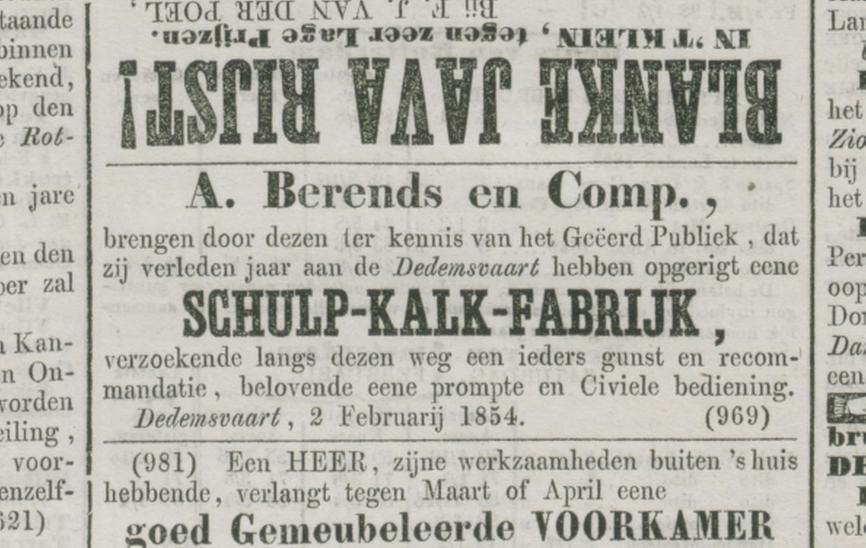 taande
binnen
ekend,
op den
e Rot-
n jare
en den
per zal
n Kan-
n On-
worden
eiling,
voor-
enzelf-
521)
BLANKE JAVA RIJST!
IN 'T KLEIN, tegen zeer Lage Prijzen.
Bij F. J. VAN DER POEL,
A. Berends en Comp.,
brengen door dezen ter kennis van het Geëerd Publiek, dat
zij verleden jaar aan de Dedemsvaart hebben opgerigt eene
SCHULP-KALK-FABRIJK,
verzoekende langs dezen weg een ieders gunst en recom-
mandatie, belovende eene prompte en Civiele bediening.
Dedemsvaart, 2 Februarij 1854. (969)
(981) Een HEER, zijne werkzaamheden buiten 's huis
hebbende, verlangt tegen Maart of April eene
goed Gemeubeleerde VOORKAMER
Lan
het
Zio
bij
het
Per
oop
Dor
Da
een
bru
DE
wel